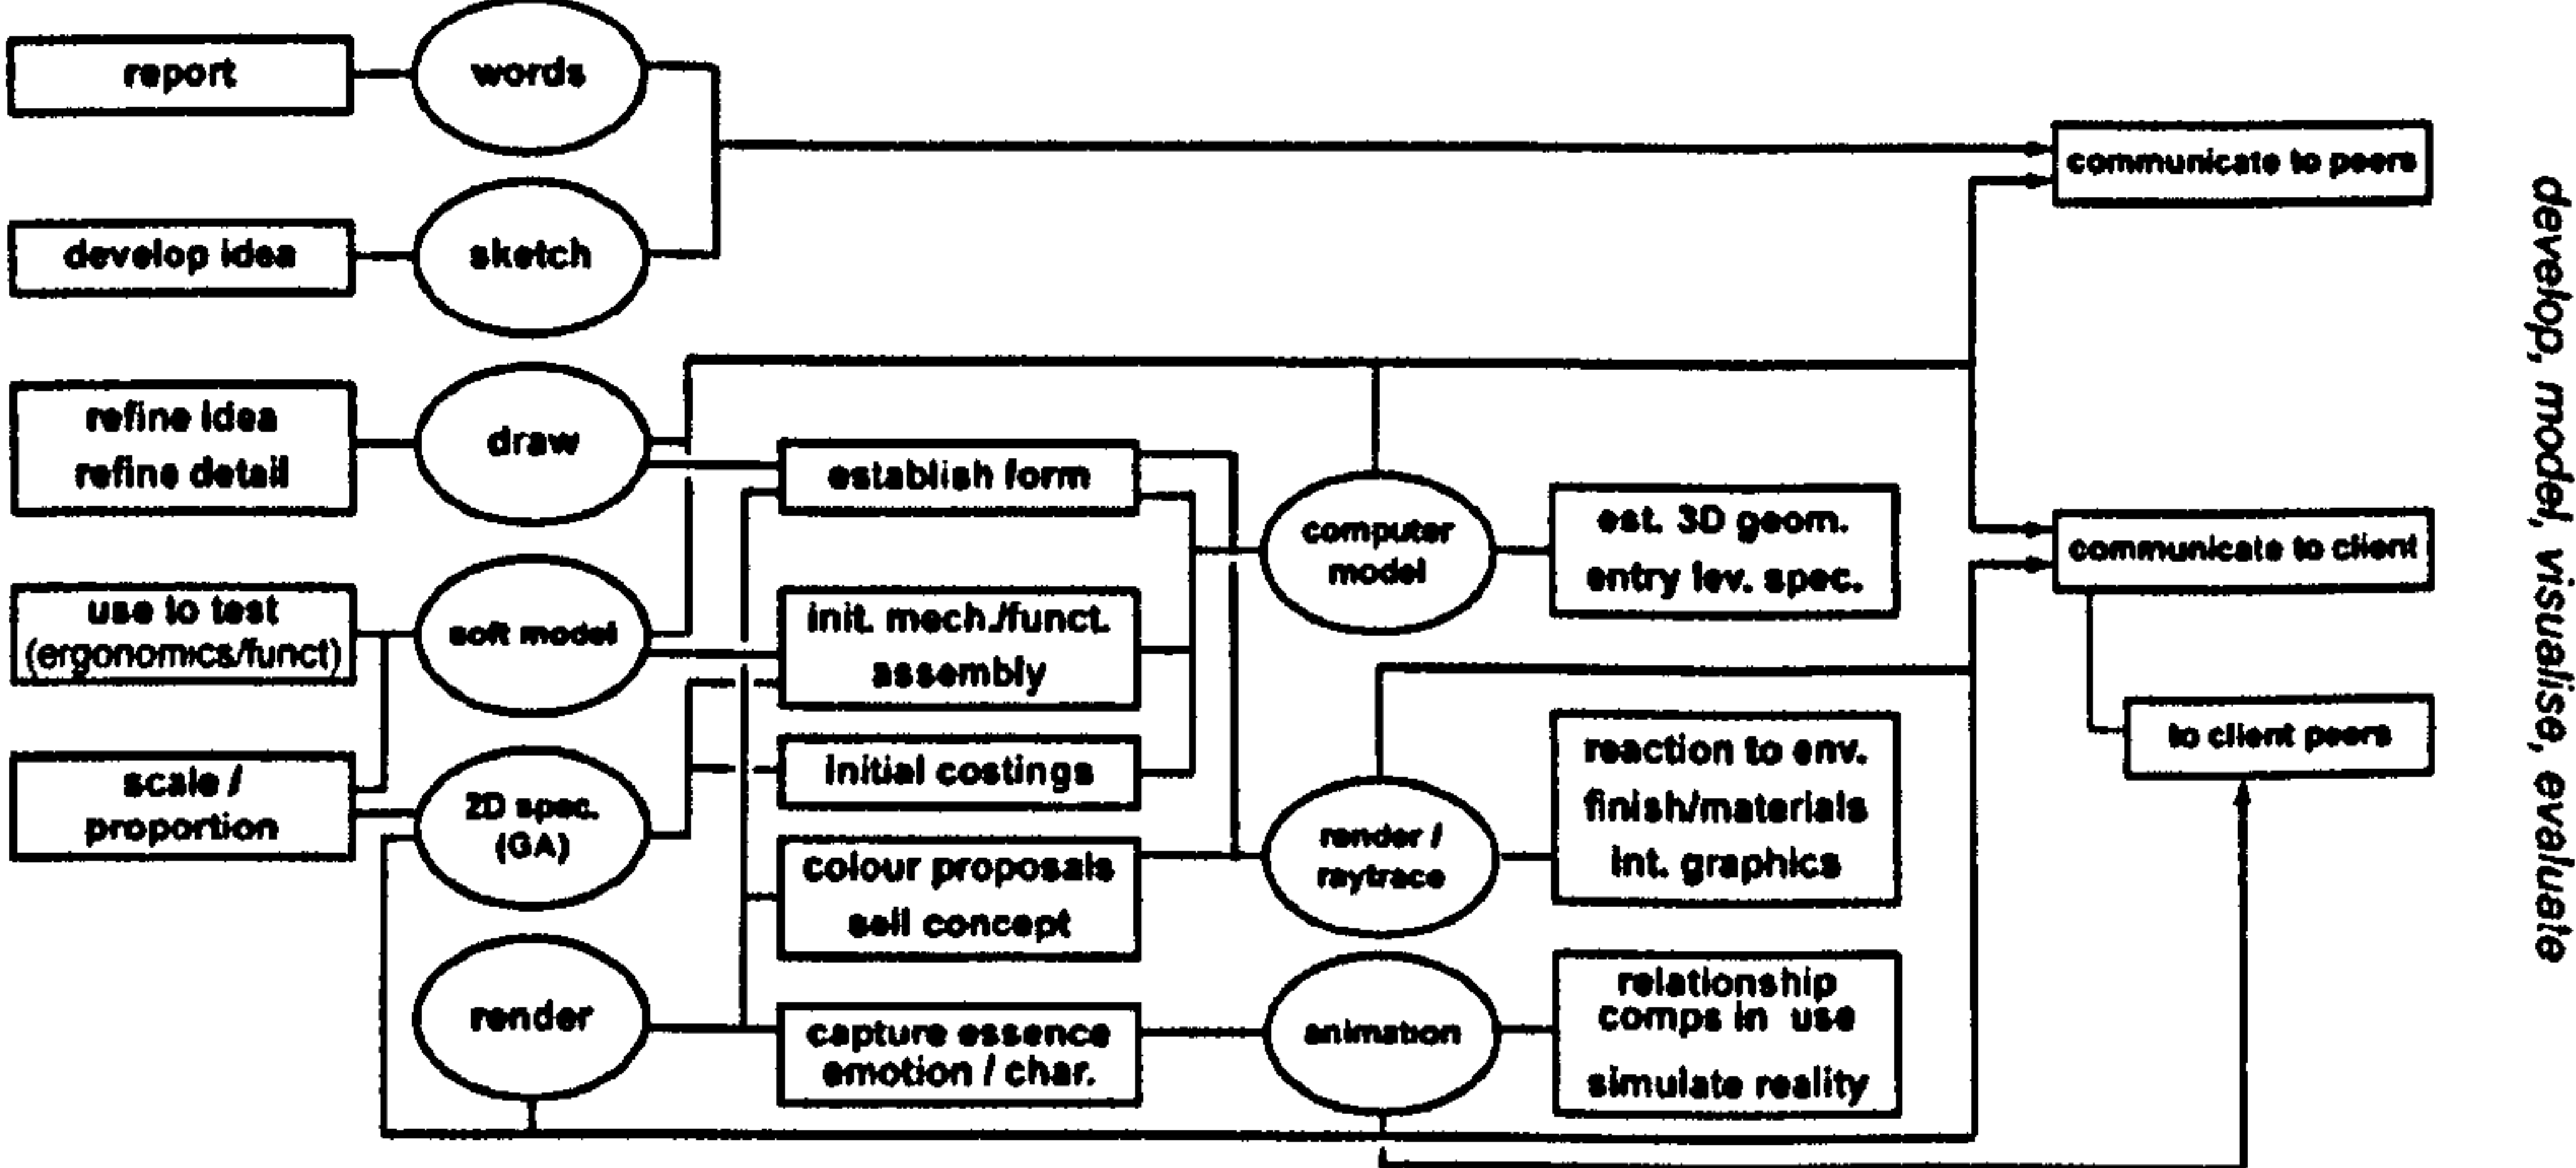 report
words
communicate to peers
develop idea
sketch
refine idea
refine detail
draw
establish form
computer
model
est. 3D geom.
entry lev. spec.
communicate to client
use to test
(ergonomics/funct)
soft model
init. mech./funct.
assembly
to client peers
scale /
proportion
2D spec.
(GA)
initial costings
colour proposals
sell concept
render /
raytrace
reaction to env.
finish/materials
int. graphics
render
capture essence
emotion / char.
animation
relationship
comps in use
simulate reality
develop, model, visualise, evaluate